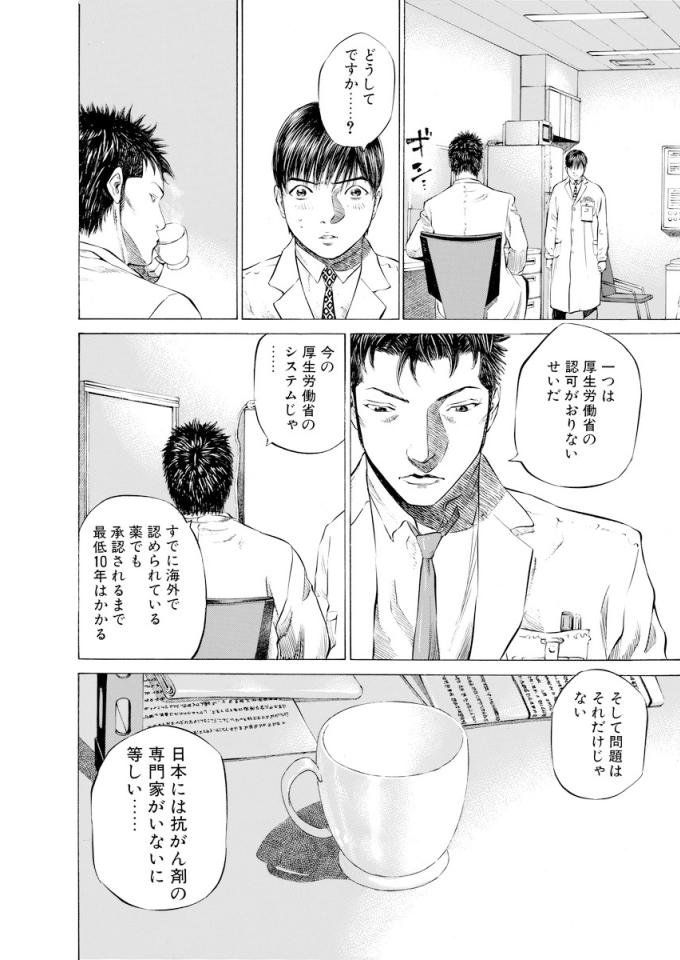 ギシ…
どうして
ですか……？
一つは
厚生労働省の
認可がおりない
せいだ
今の
厚生労働省の
システムじゃ
……
すでに海外で
認められている
薬でも
承認されるまで
最低10年はかかる
そして問題は
それだけじゃ
ない
日本には抗がん剤の
専門家がいないに
等しい……